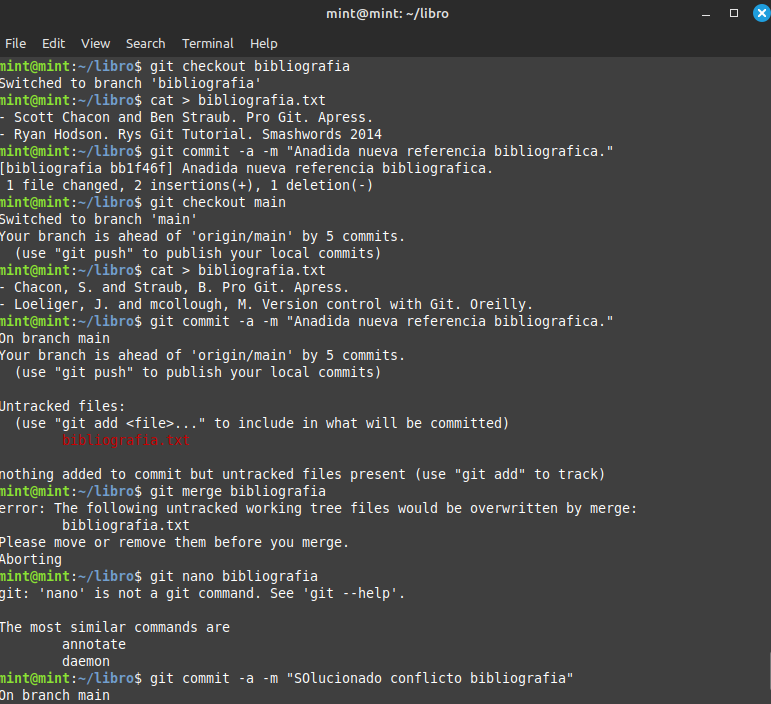 mint@mint: ~/libro
File Edit View Search Terminal Help
mint@mint:~/libro$ git checkout bibliografia
Switched to branch 'bibliografia'
mint@mint:~/libro$ cat > bibliografia.txt
- Scott Chacon and Ben Straub. Pro Git. Apress.
- Ryan Hodson. Rys Git Tutorial. Smashwords 2014
mint@mint:~/libro$ git commit -a -m "Anadida nueva referencia bibliografica."
[bibliografia bb1f46f] Anadida nueva referencia bibliografica.
 1 file changed, 2 insertions(+), 1 deletion(-)
mint@mint:~/libro$ git checkout main
Switched to branch 'main'
Your branch is ahead of 'origin/main' by 5 commits.
  (use "git push" to publish your local commits)
mint@mint:~/libro$ cat > bibliografia.txt
- Chacon, S. and Straub, B. Pro Git. Apress.
- Loeliger, J. and mcollough, M. Version control with Git. Oreilly.
mint@mint:~/libro$ git commit -a -m "Anadida nueva referencia bibliografica."
On branch main
Your branch is ahead of 'origin/main' by 5 commits.
  (use "git push" to publish your local commits)

Untracked files:
  (use "git add <file>..." to include in what will be committed)
        bibliografia.txt

nothing added to commit but untracked files present (use "git add" to track)
mint@mint:~/libro$ git merge bibliografia
error: The following untracked working tree files would be overwritten by merge:
        bibliografia.txt
Please move or remove them before you merge.
Aborting
mint@mint:~/libro$ git nano bibliografia
git: 'nano' is not a git command. See 'git --help'.

The most similar commands are
        annotate
        daemon
mint@mint:~/libro$ git commit -a -m "SOlucionado conflicto bibliografia"
On branch main